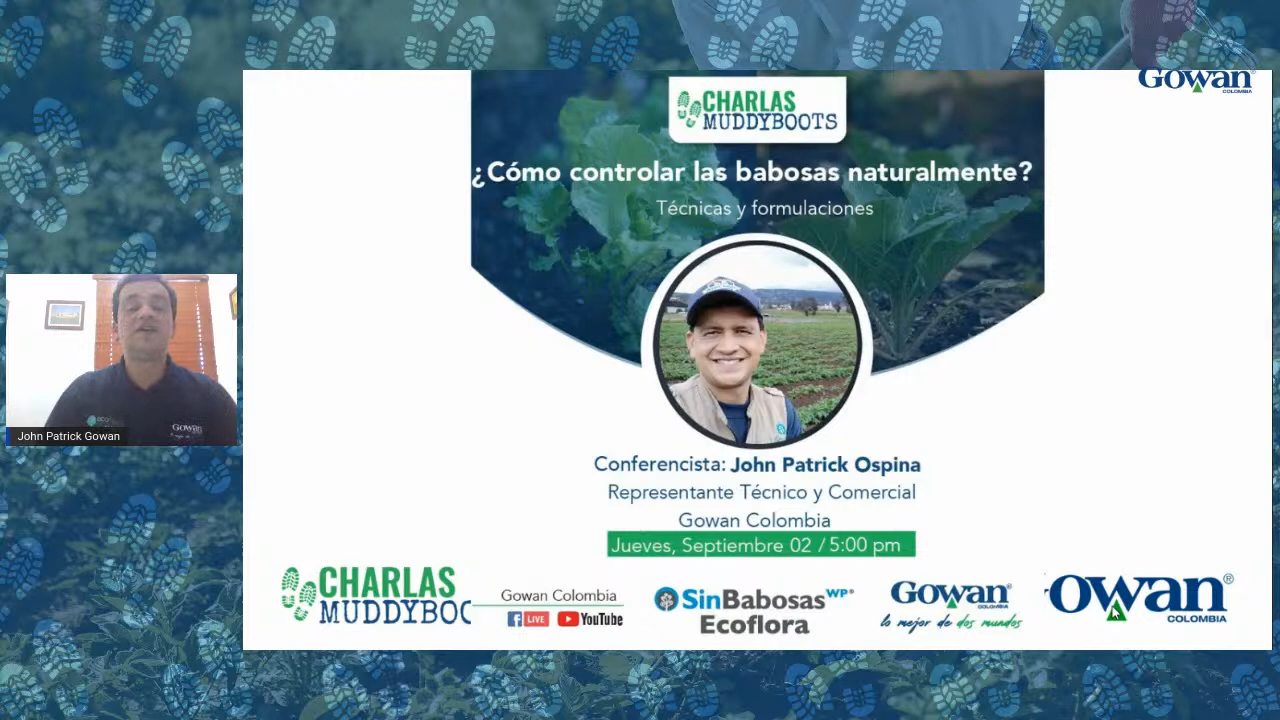 Gowan
COLOMBIA
CHARLAS
MUDDYBOOTS
¿Cómo controlar las babosas naturalmente?
Técnicas y formulaciones
Gowan
John Patrick Gowan
Conferencista: John Patrick Ospina
Representante Técnico y Comercial
Gowan Colombia
Jueves, Septiembre 02 / 5:00 pm
CHARLAS
MUDDYBOO
Gowan Colombia
LIVE
YouTube
SinBabosas WP®
Ecoflora
Gowan®
COLOMBIA
lo mejor de dos mundos
Gowan®
COLOMBIA